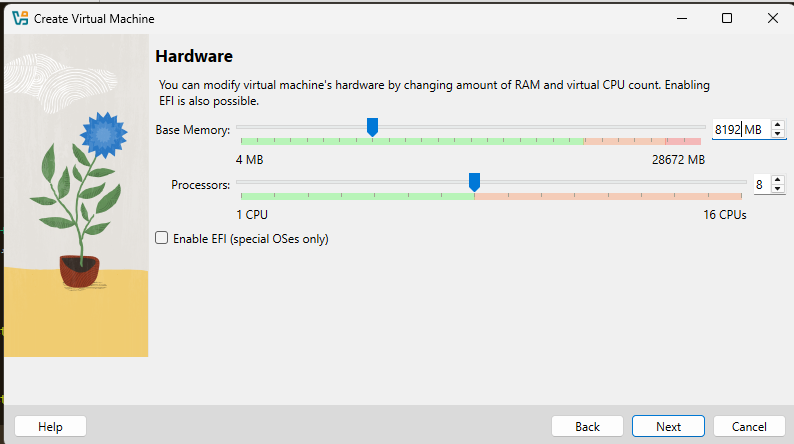 Create Virtual Machine
Hardware
You can modify virtual machine's hardware by changing amount of RAM and virtual CPU count. Enabling
EFI is also possible.
Base Memory: 8192 MB
4 MB 28672 MB
Processors: 8
1 CPU 16 CPUs
Enable EFI (special OSes only)
Help Back Next Cancel